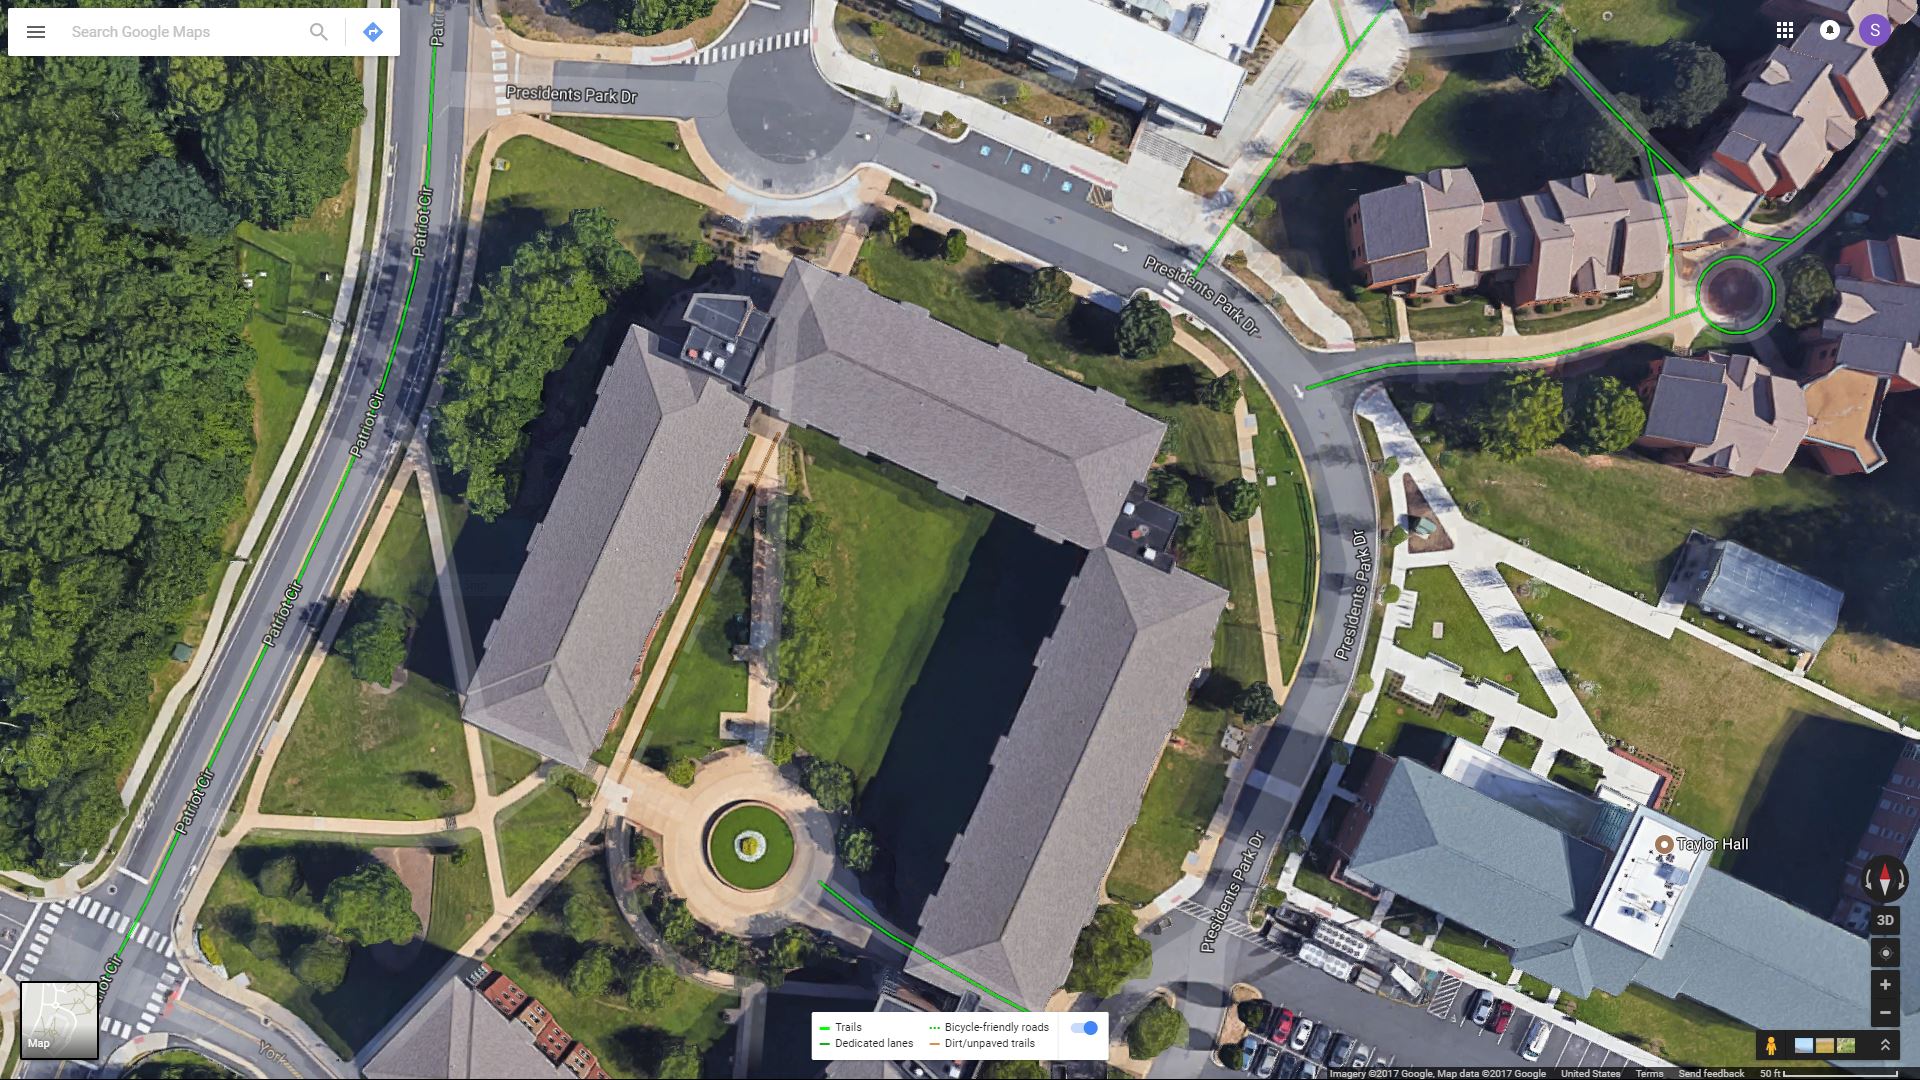 Search Google Maps
S
Patri
Presidents Park Dr
Patriot Cir
Presidents Park Dr
Patriot Cir
Presidents Park Dr
Patriot Cir
Presidents Park Dr
Patriot Cir
Taylor Hall
3D
Map
York
Trails
Bicycle-friendly roads
Dedicated lanes
Dirt/unpaved trails
Imagery ©2017 Google, Map data ©2017 Google
United States
Terms
Send feedback
50 ft